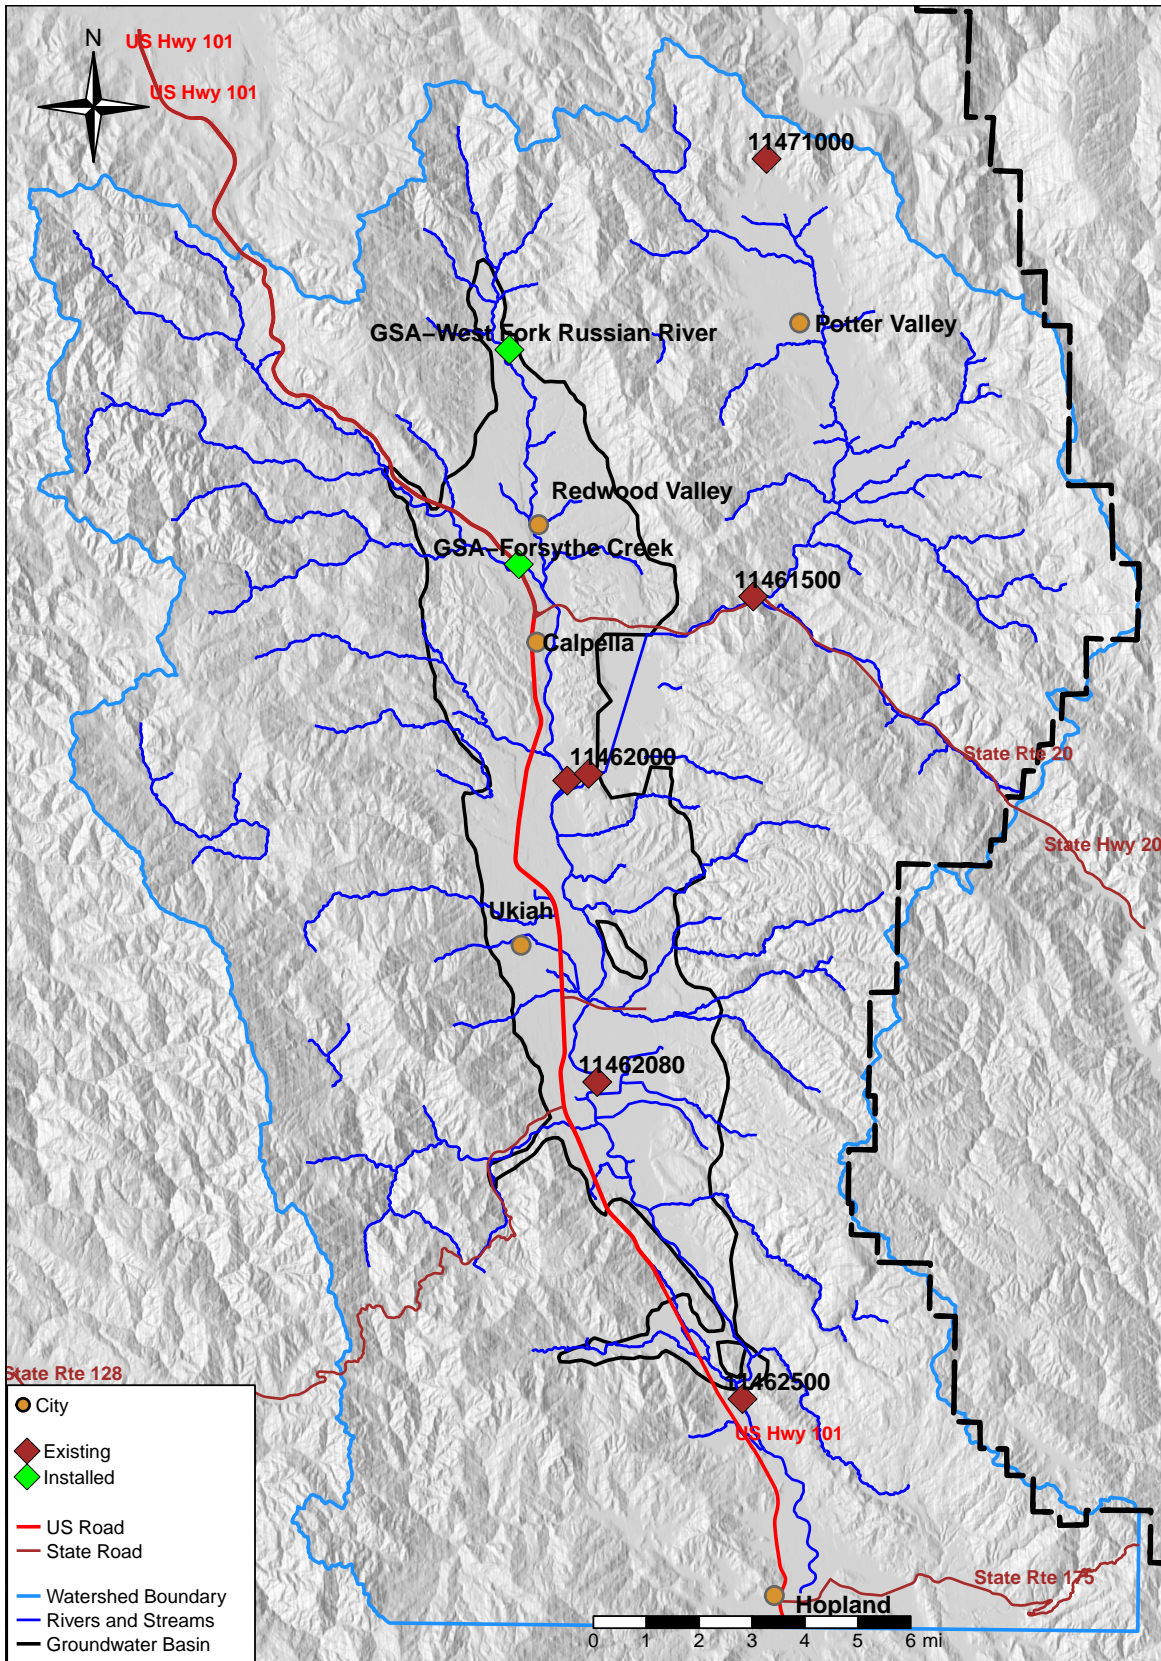 N
US Hwy 101
US Hwy 101
11471000
Potter Valley
GSA–West Fork Russian River
Redwood Valley
GSA–Forsythe Creek
11461500
Calpella
11462000
State Rte 20
State Hwy 20
Ukiah
11462080
State Rte 128
11462500
US Hwy 101
State Rte 175
Hopland
City
Existing
Installed
US Road
State Road
Watershed Boundary
Rivers and Streams
Groundwater Basin
0 1 2 3 4 5 6 mi